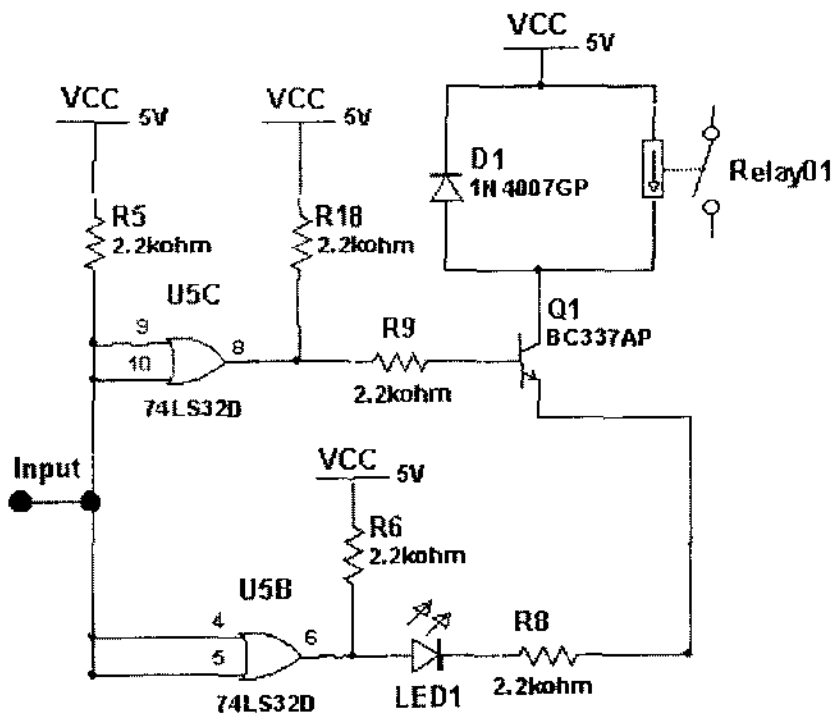 VCC
5V
VCC
5V
VCC
5V
D1
1N4007GP
Relay01
R5
2.2kohm
R18
2.2kohm
U5C
9
10
8
74LS32D
R9
2.2kohm
Q1
BC337AP
Input
VCC
5V
R6
2.2kohm
U5B
4
5
6
74LS32D
LED1
R8
2.2kohm